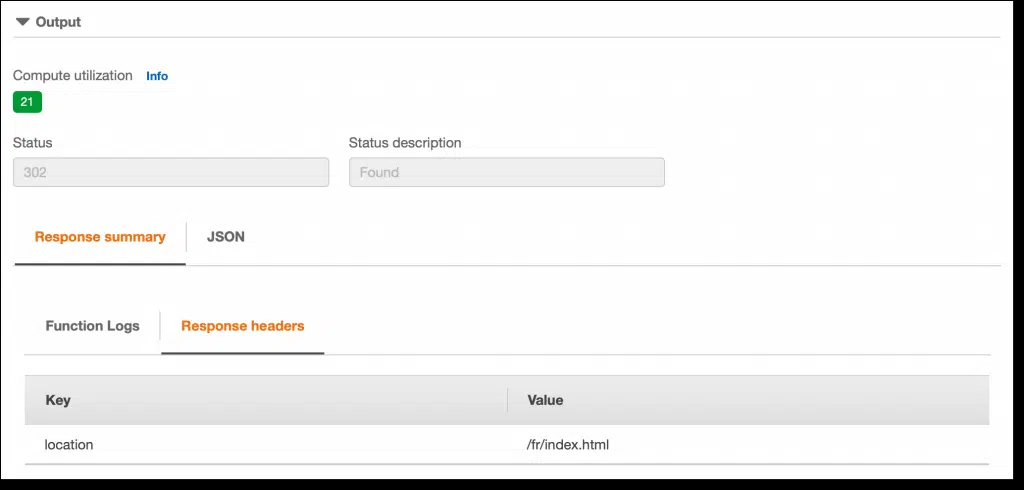 Output
Compute utilization Info
21
Status Status description
302 Found
Response summary JSON
Function Logs Response headers
Key Value
location /fr/index.html